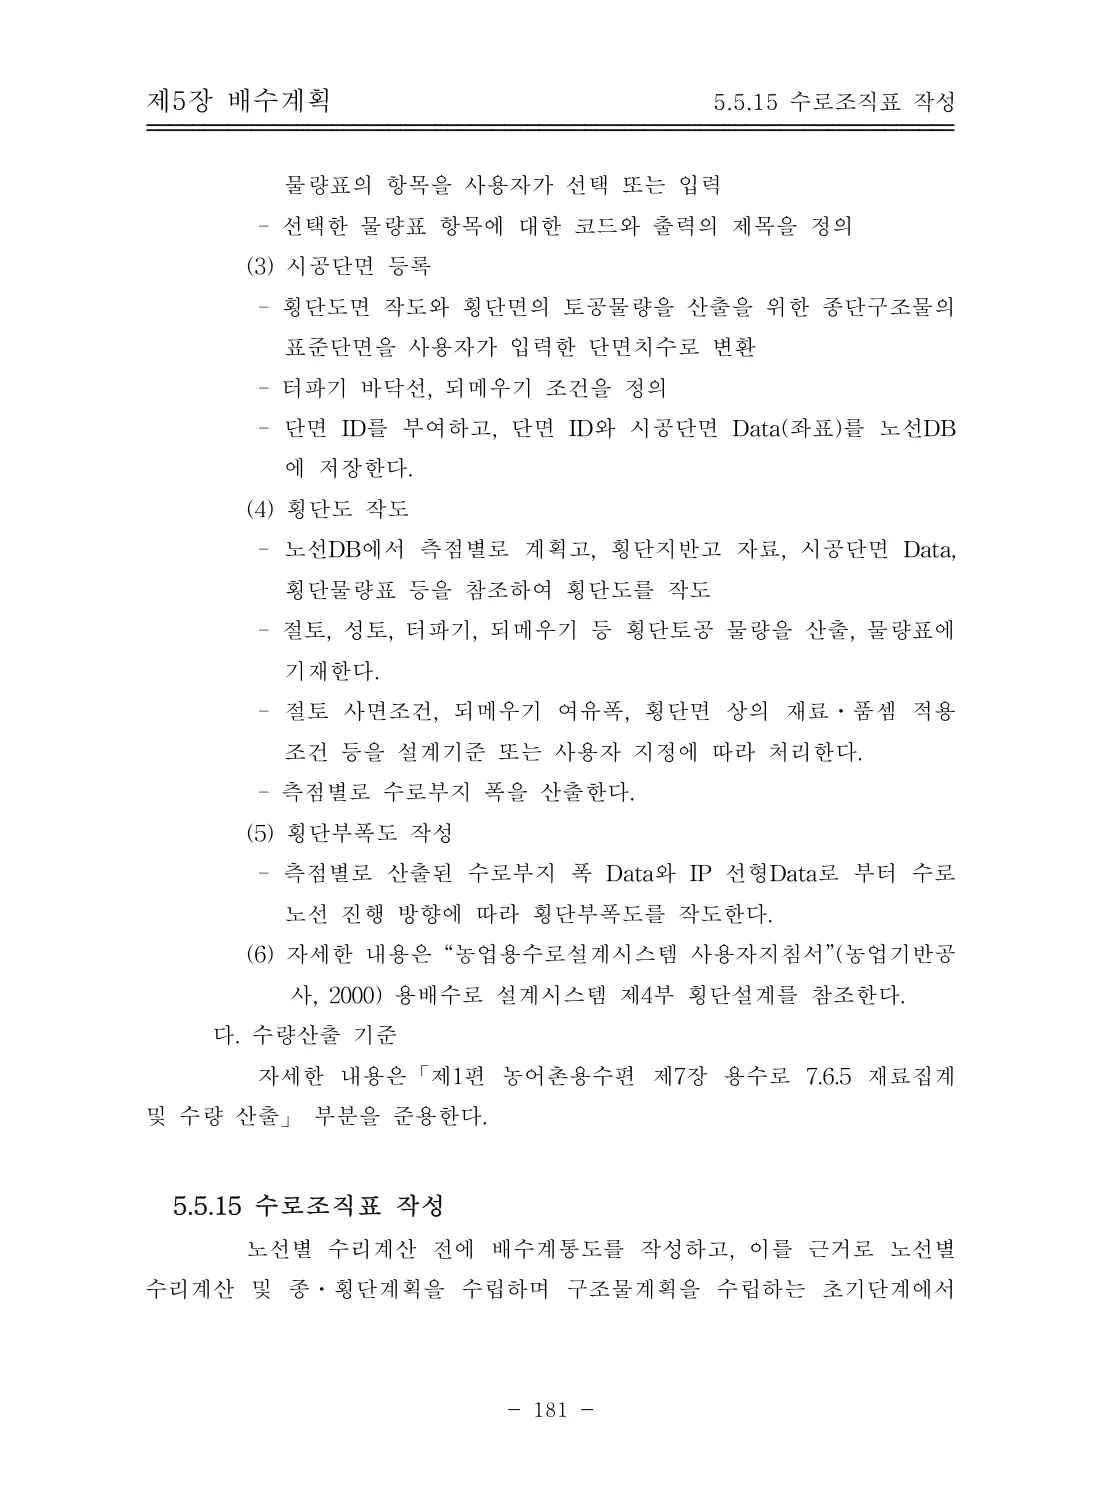 제5장 배수계획
5.5.15 수로조직표 작성
물량표의 항목을 사용자가 선택 또는 입력
- 선택한 물량표 항목에 대한 코드와 출력의 제목을 정의
(3) 시공단면 등록
- 횡단도면 작도와 횡단면의 토공물량을 산출을 위한 종단구조물의
표준단면을 사용자가 입력한 단면치수로 변환
- 터파기 바닥선, 되메우기 조건을 정의
- 단면 ID를 부여하고, 단면 ID와 시공단면 Data(좌표)를 노선DB
에 저장한다.
(4) 횡단도 작도
- 노선DB에서 측점별로 계획고, 횡단지반고 자료, 시공단면 Data,
횡단물량표 등을 참조하여 횡단도를 작도
- 절토, 성토, 터파기, 되메우기 등 횡단토공 물량을 산출, 물량표에
기재한다.
- 절토 사면조건, 되메우기 여유폭, 횡단면 상의 재료·품셈 적용
조건 등을 설계기준 또는 사용자 지정에 따라 처리한다.
- 측점별로 수로부지 폭을 산출한다.
(5) 횡단부폭도 작성
- 측점별로 산출된 수로부지 폭 Data와 IP 선형Data로 부터 수로
노선 진행 방향에 따라 횡단부폭도를 작도한다.
(6) 자세한 내용은 “농업용수로설계시스템 사용자지침서”(농업기반공
사, 2000) 용배수로 설계시스템 제4부 횡단설계를 참조한다.
다. 수량산출 기준
자세한 내용은「제1편 농어촌용수편 제7장 용수로 7.6.5 재료집계
및 수량 산출」 부분을 준용한다.
5.5.15 수로조직표 작성
노선별 수리계산 전에 배수계통도를 작성하고, 이를 근거로 노선별
수리계산 및 종·횡단계획을 수립하며 구조물계획을 수립하는 초기단계에서
- 181 -